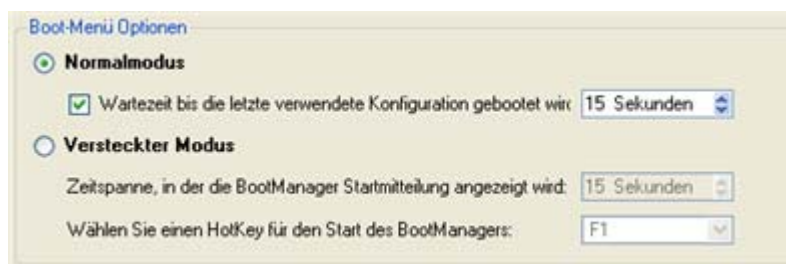 Boot-Menü Optionen
Normalmodus
Wartezeit bis die letzte verwendete Konfiguration gebootet wird 15 Sekunden
Versteckter Modus
Zeitspanne, in der die BootManager Startmitteilung angezeigt wird: 15 Sekunden
Wählen Sie einen HotKey für den Start des BootManagers: F1